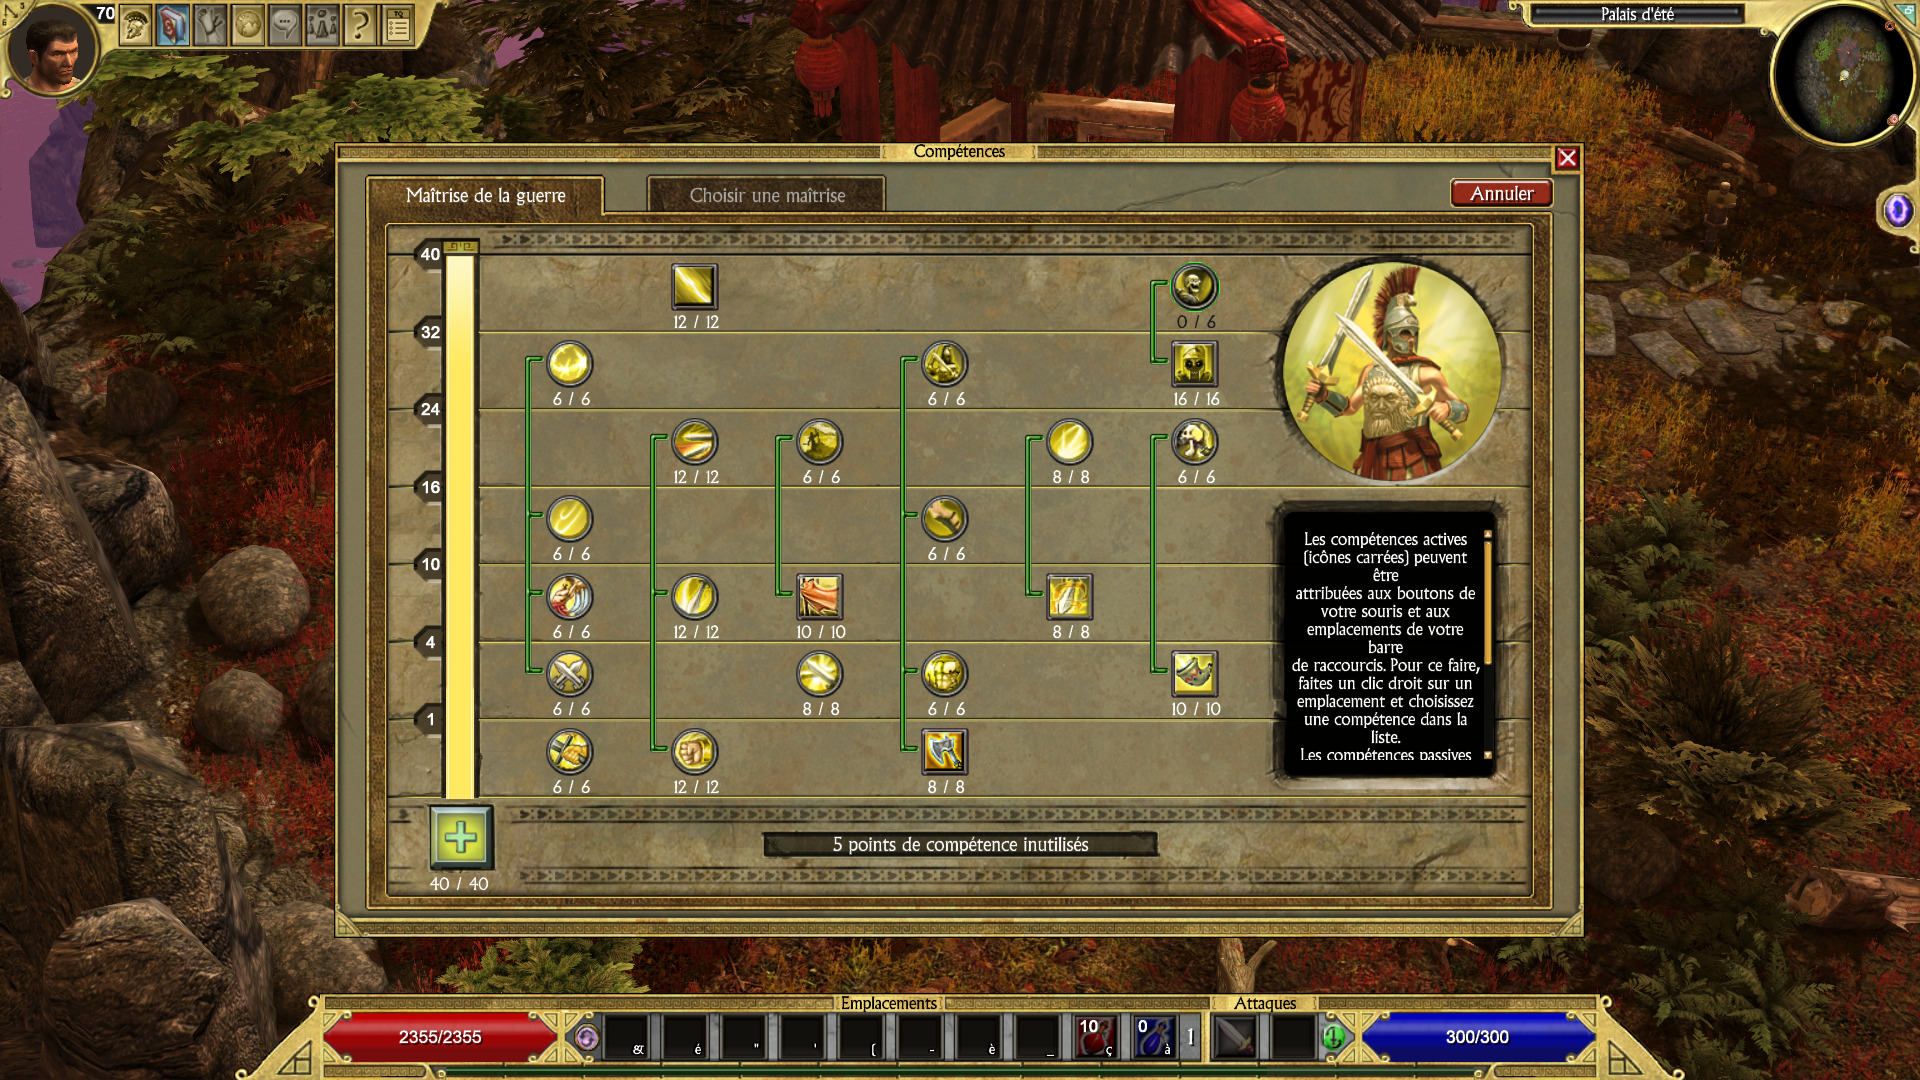 70
TQ
Palais d'été
Compétences
Maîtrise de la guerre
Choisir une maîtrise
Annuler
40
32
24
16
10
4
1
12 / 12
0 / 6
6 / 6
6 / 6
16 / 16
12 / 12
6 / 6
8 / 8
6 / 6
6 / 6
6 / 6
6 / 6
12 / 12
10 / 10
8 / 8
6 / 6
8 / 8
6 / 6
10 / 10
6 / 6
12 / 12
8 / 8
40 / 40
5 points de compétence inutilisés
Les compétences actives
(icônes carrées) peuvent
être
attribuées aux boutons de
votre souris et aux
emplacements de votre
barre
de raccourcis. Pour ce faire,
faites un clic droit sur un
emplacement et choisissez
une compétence dans la
liste.
Les compétences passives
Emplacements
Attaques
2355/2355
&
é
"
'
(
-
è
_
10
ç
0
à
1
300/300